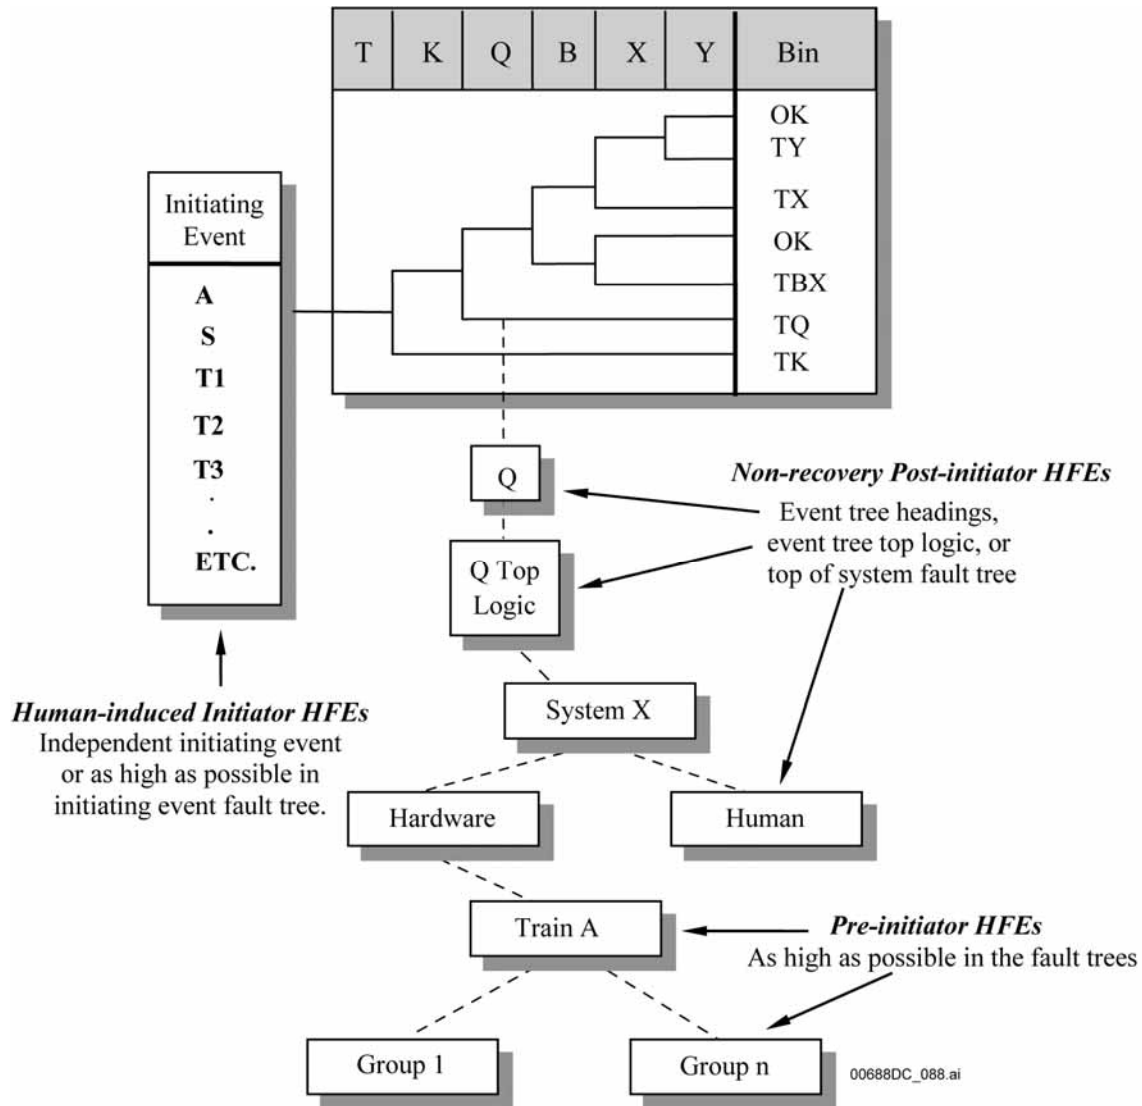 T K Q B X Y Bin
OK
TY
TX
OK
TBX
TQ
TK
Initiating
Event
A
S
T1
T2
T3
.
.
ETC.
Human-induced Initiator HFEs
Independent initiating event
or as high as possible in
initiating event fault tree.
Q
Q Top
Logic
Non-recovery Post-initiator HFEs
Event tree headings,
event tree top logic, or
top of system fault tree
System X
Hardware
Human
Train A
Pre-initiator HFEs
As high as possible in the fault trees
Group 1
Group n
00688DC_088.ai